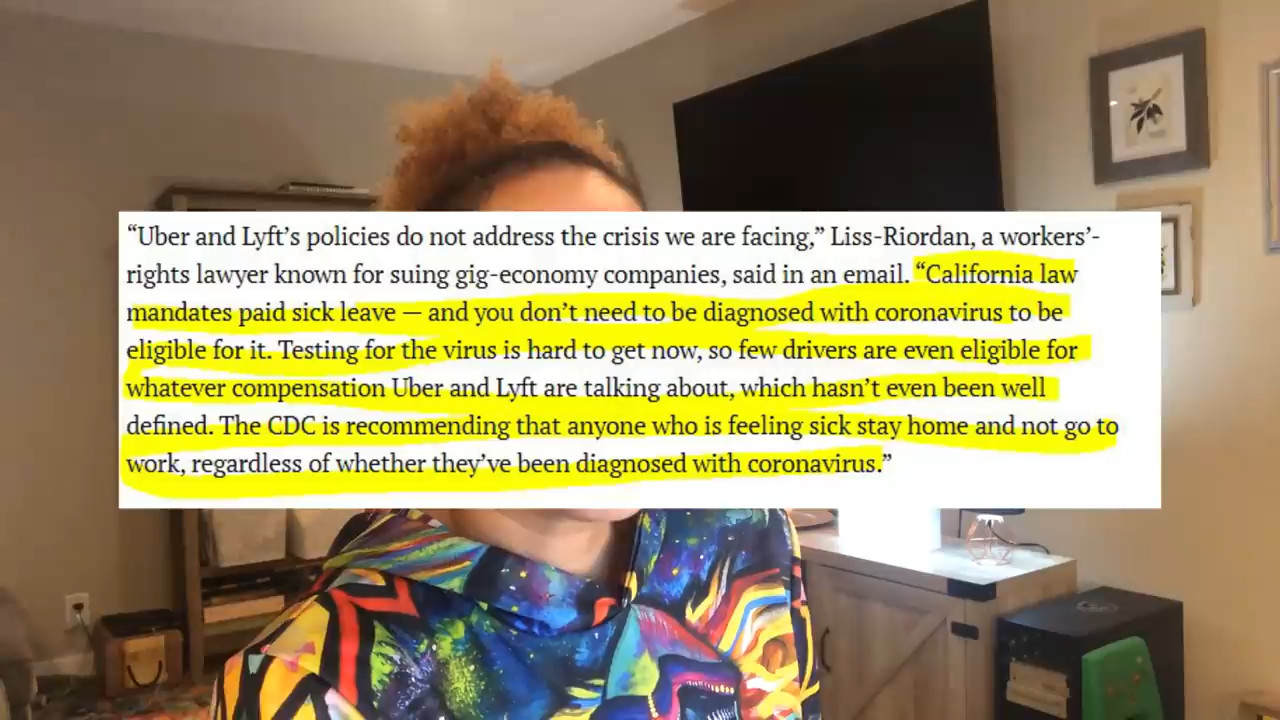 “Uber and Lyft’s policies do not address the crisis we are facing,” Liss-Riordan, a workers’-
rights lawyer known for suing gig-economy companies, said in an email. “California law
mandates paid sick leave — and you don’t need to be diagnosed with coronavirus to be
eligible for it. Testing for the virus is hard to get now, so few drivers are even eligible for
whatever compensation Uber and Lyft are talking about, which hasn’t even been well
defined. The CDC is recommending that anyone who is feeling sick stay home and not go to
work, regardless of whether they’ve been diagnosed with coronavirus.”